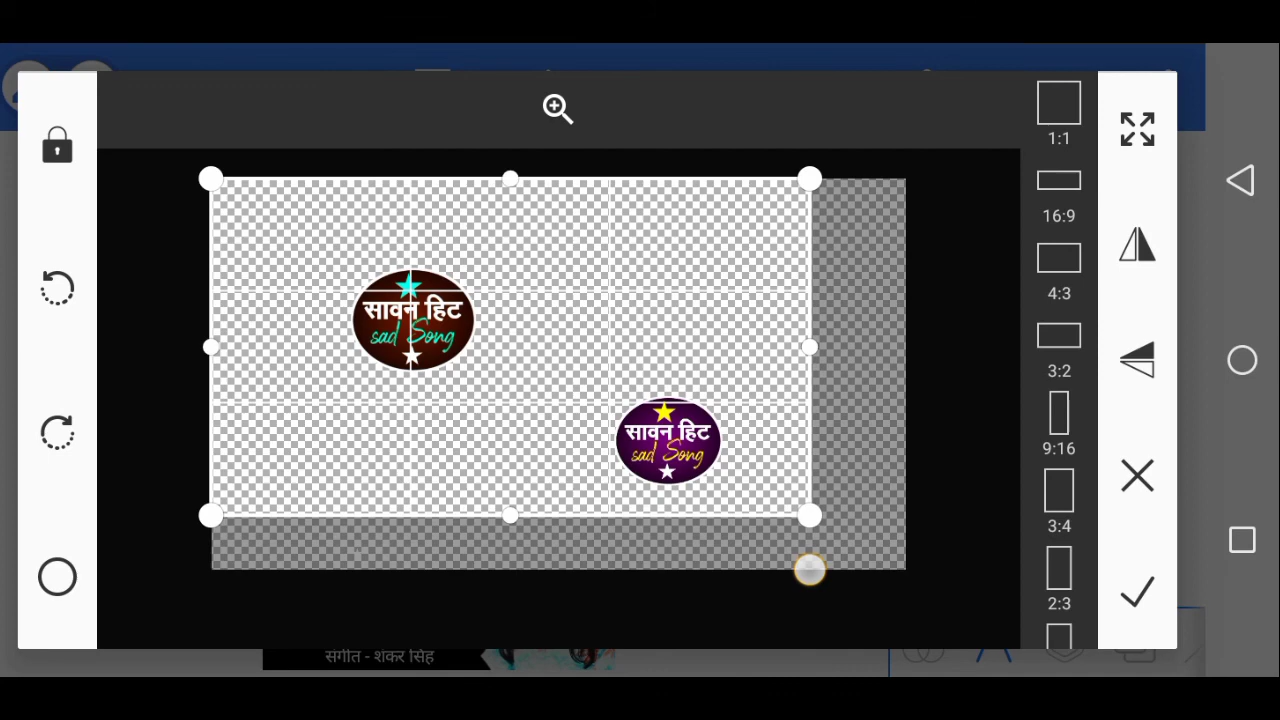 1:1
16:9
4:3
3:2
9:16
3:4
2:3
सावन हिट
sad Song
सावन हिट
sad Song
संगीत - शंकर सिंह